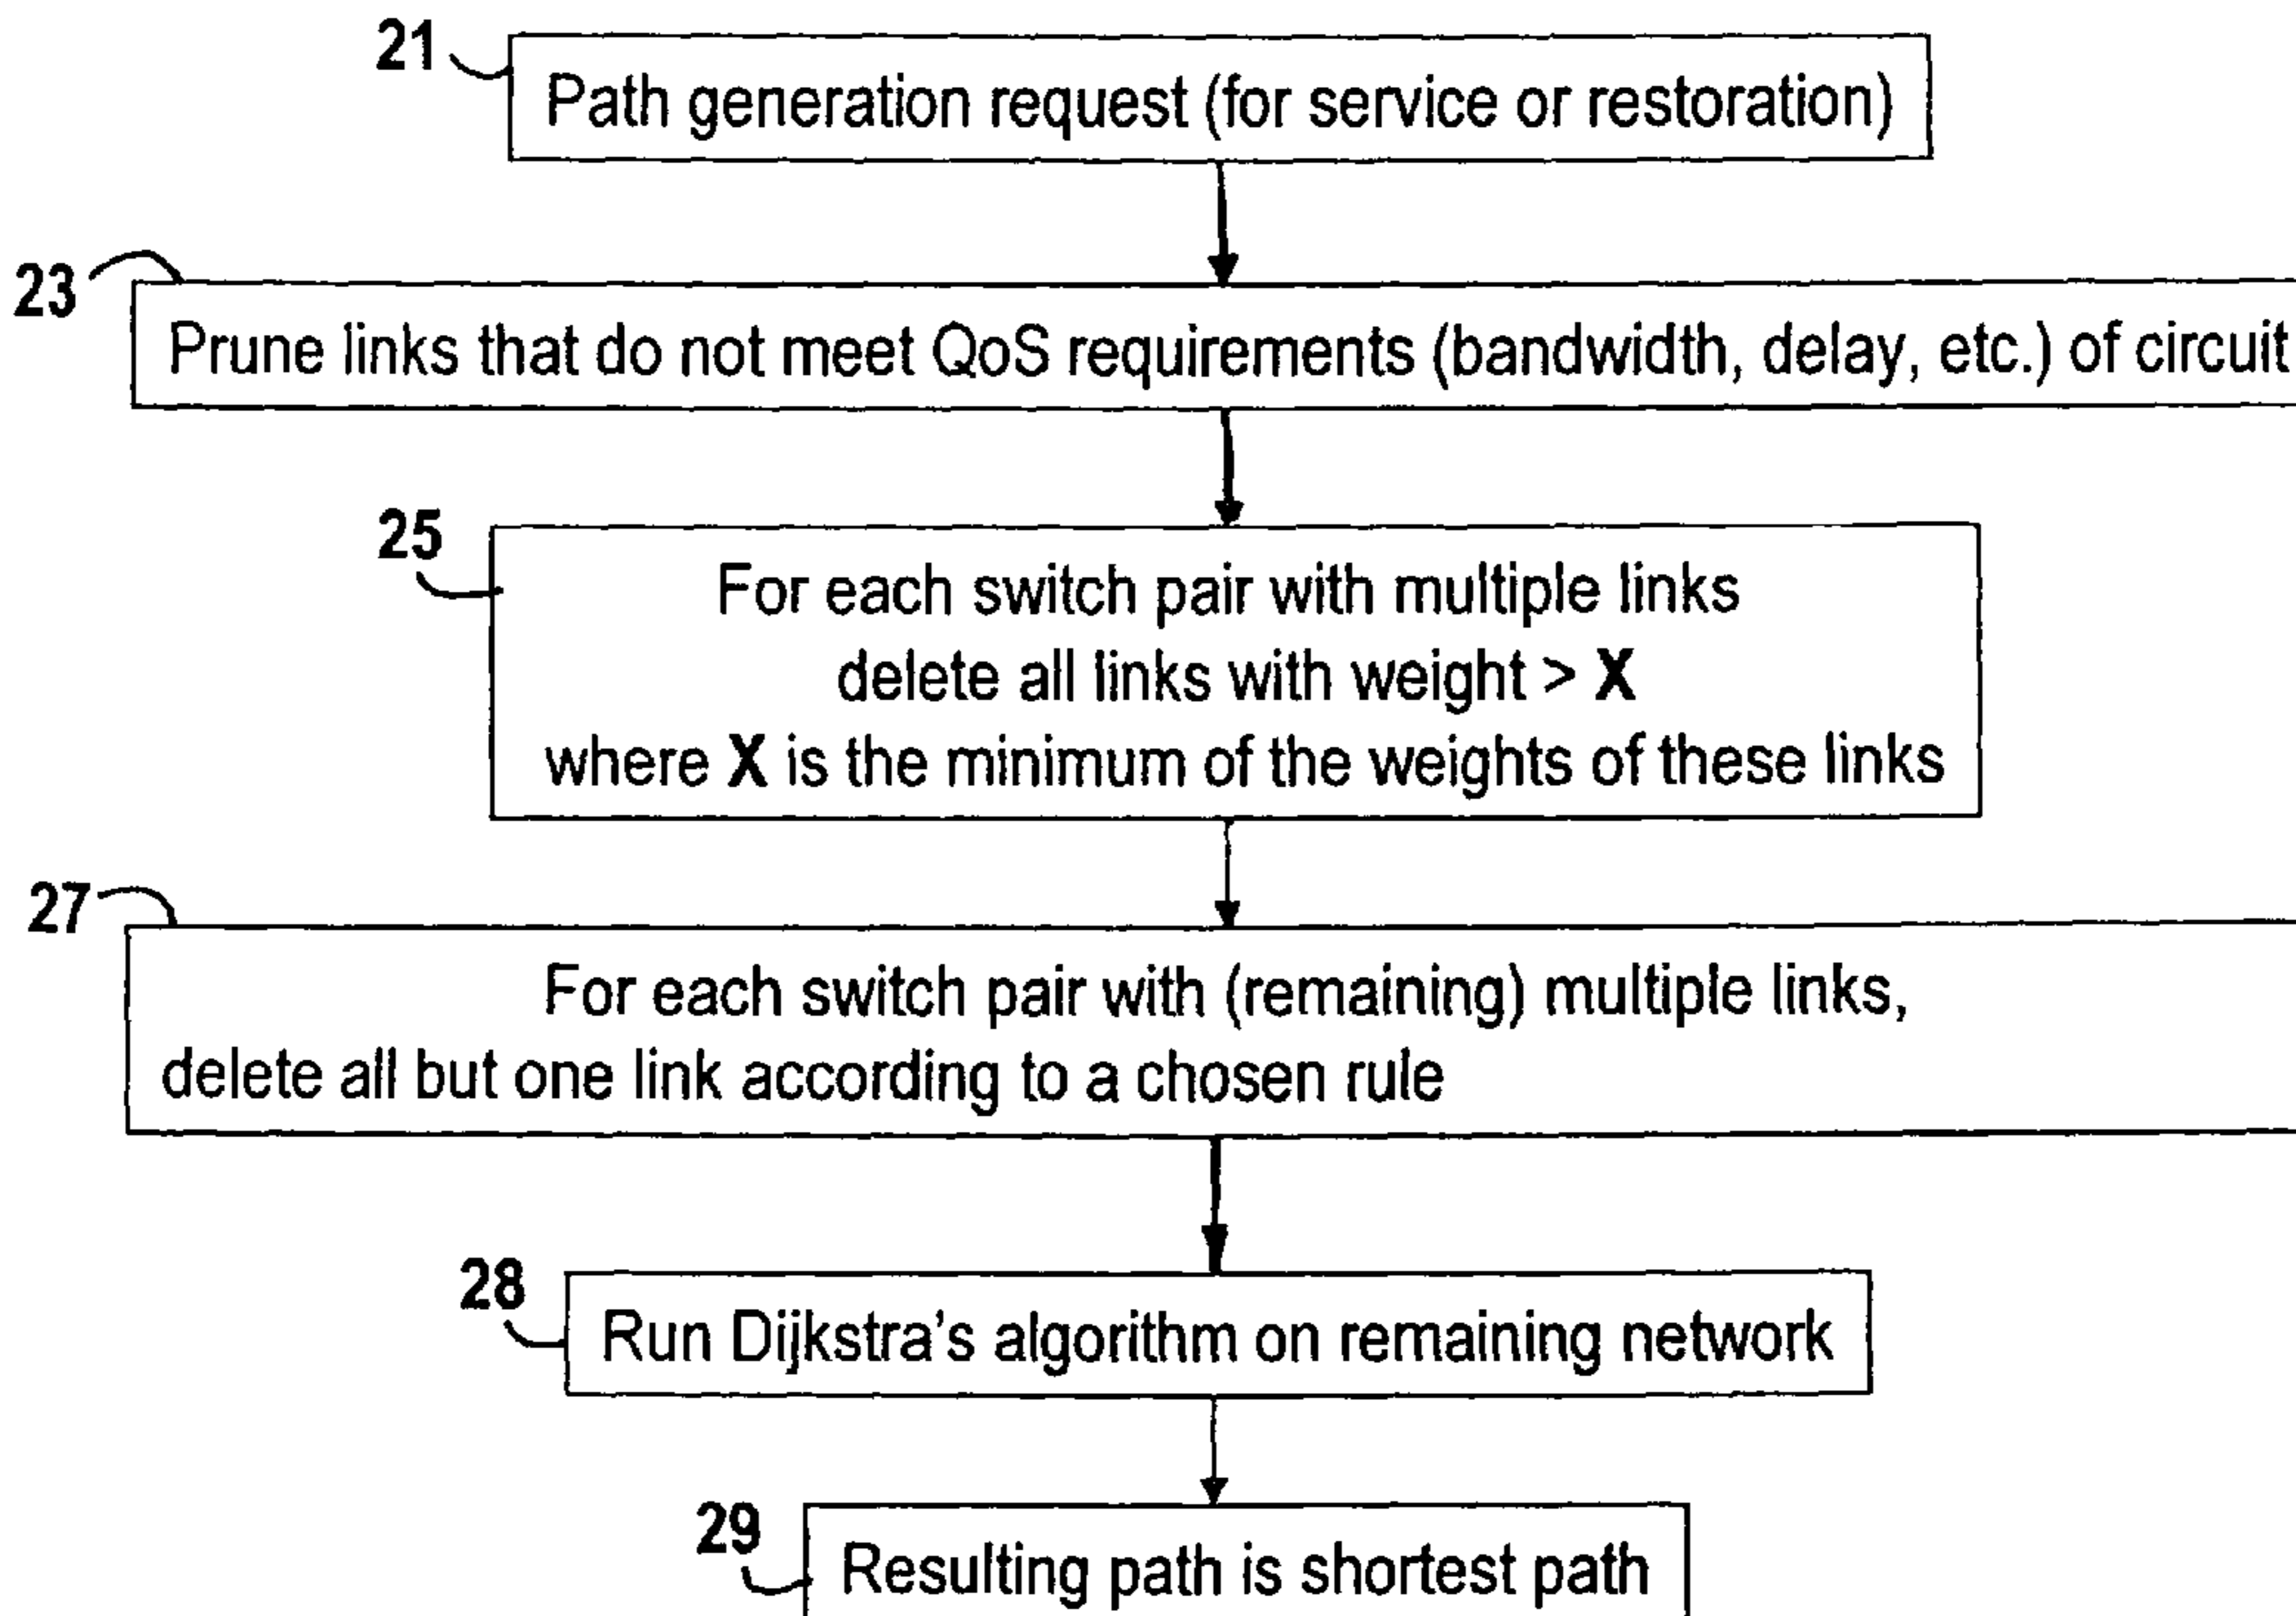 21
Path generation request (for service or restoration)
23
Prune links that do not meet QoS requirements (bandwidth, delay, etc.) of circuit
25
For each switch pair with multiple links
delete all links with weight > X
where X is the minimum of the weights of these links
27
For each switch pair with (remaining) multiple links,
delete all but one link according to a chosen rule
28
Run Dijkstra's algorithm on remaining network
29
Resulting path is shortest path